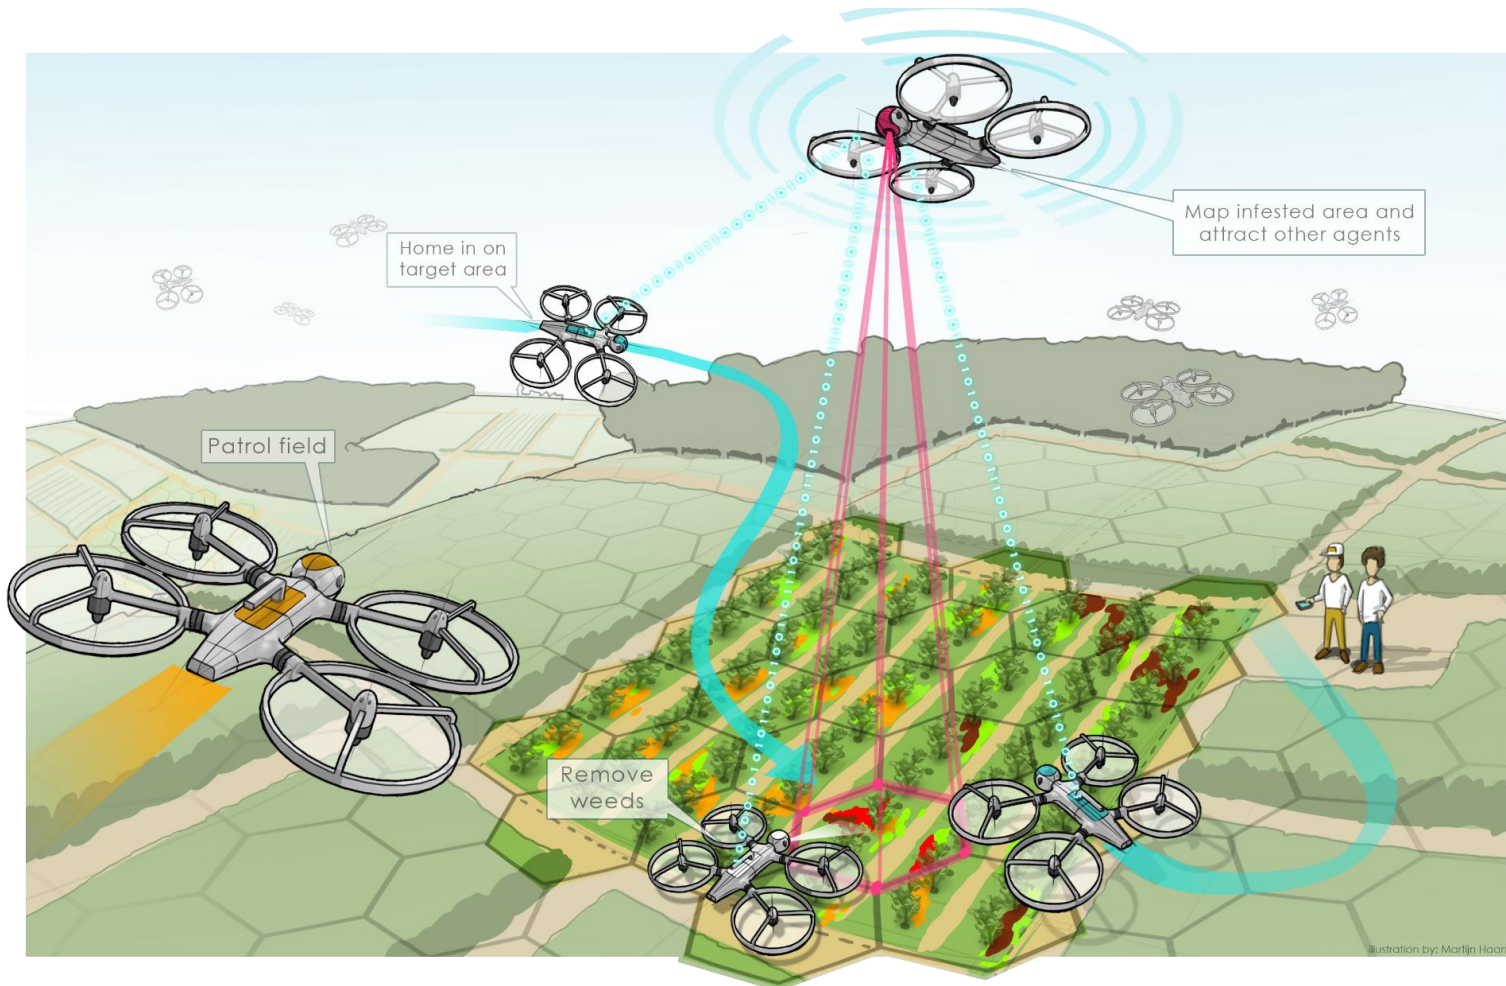 Map infested area and
attract other agents
Home in on
target area
Patrol field
Remove
weeds
illustration by: Martijn Haar